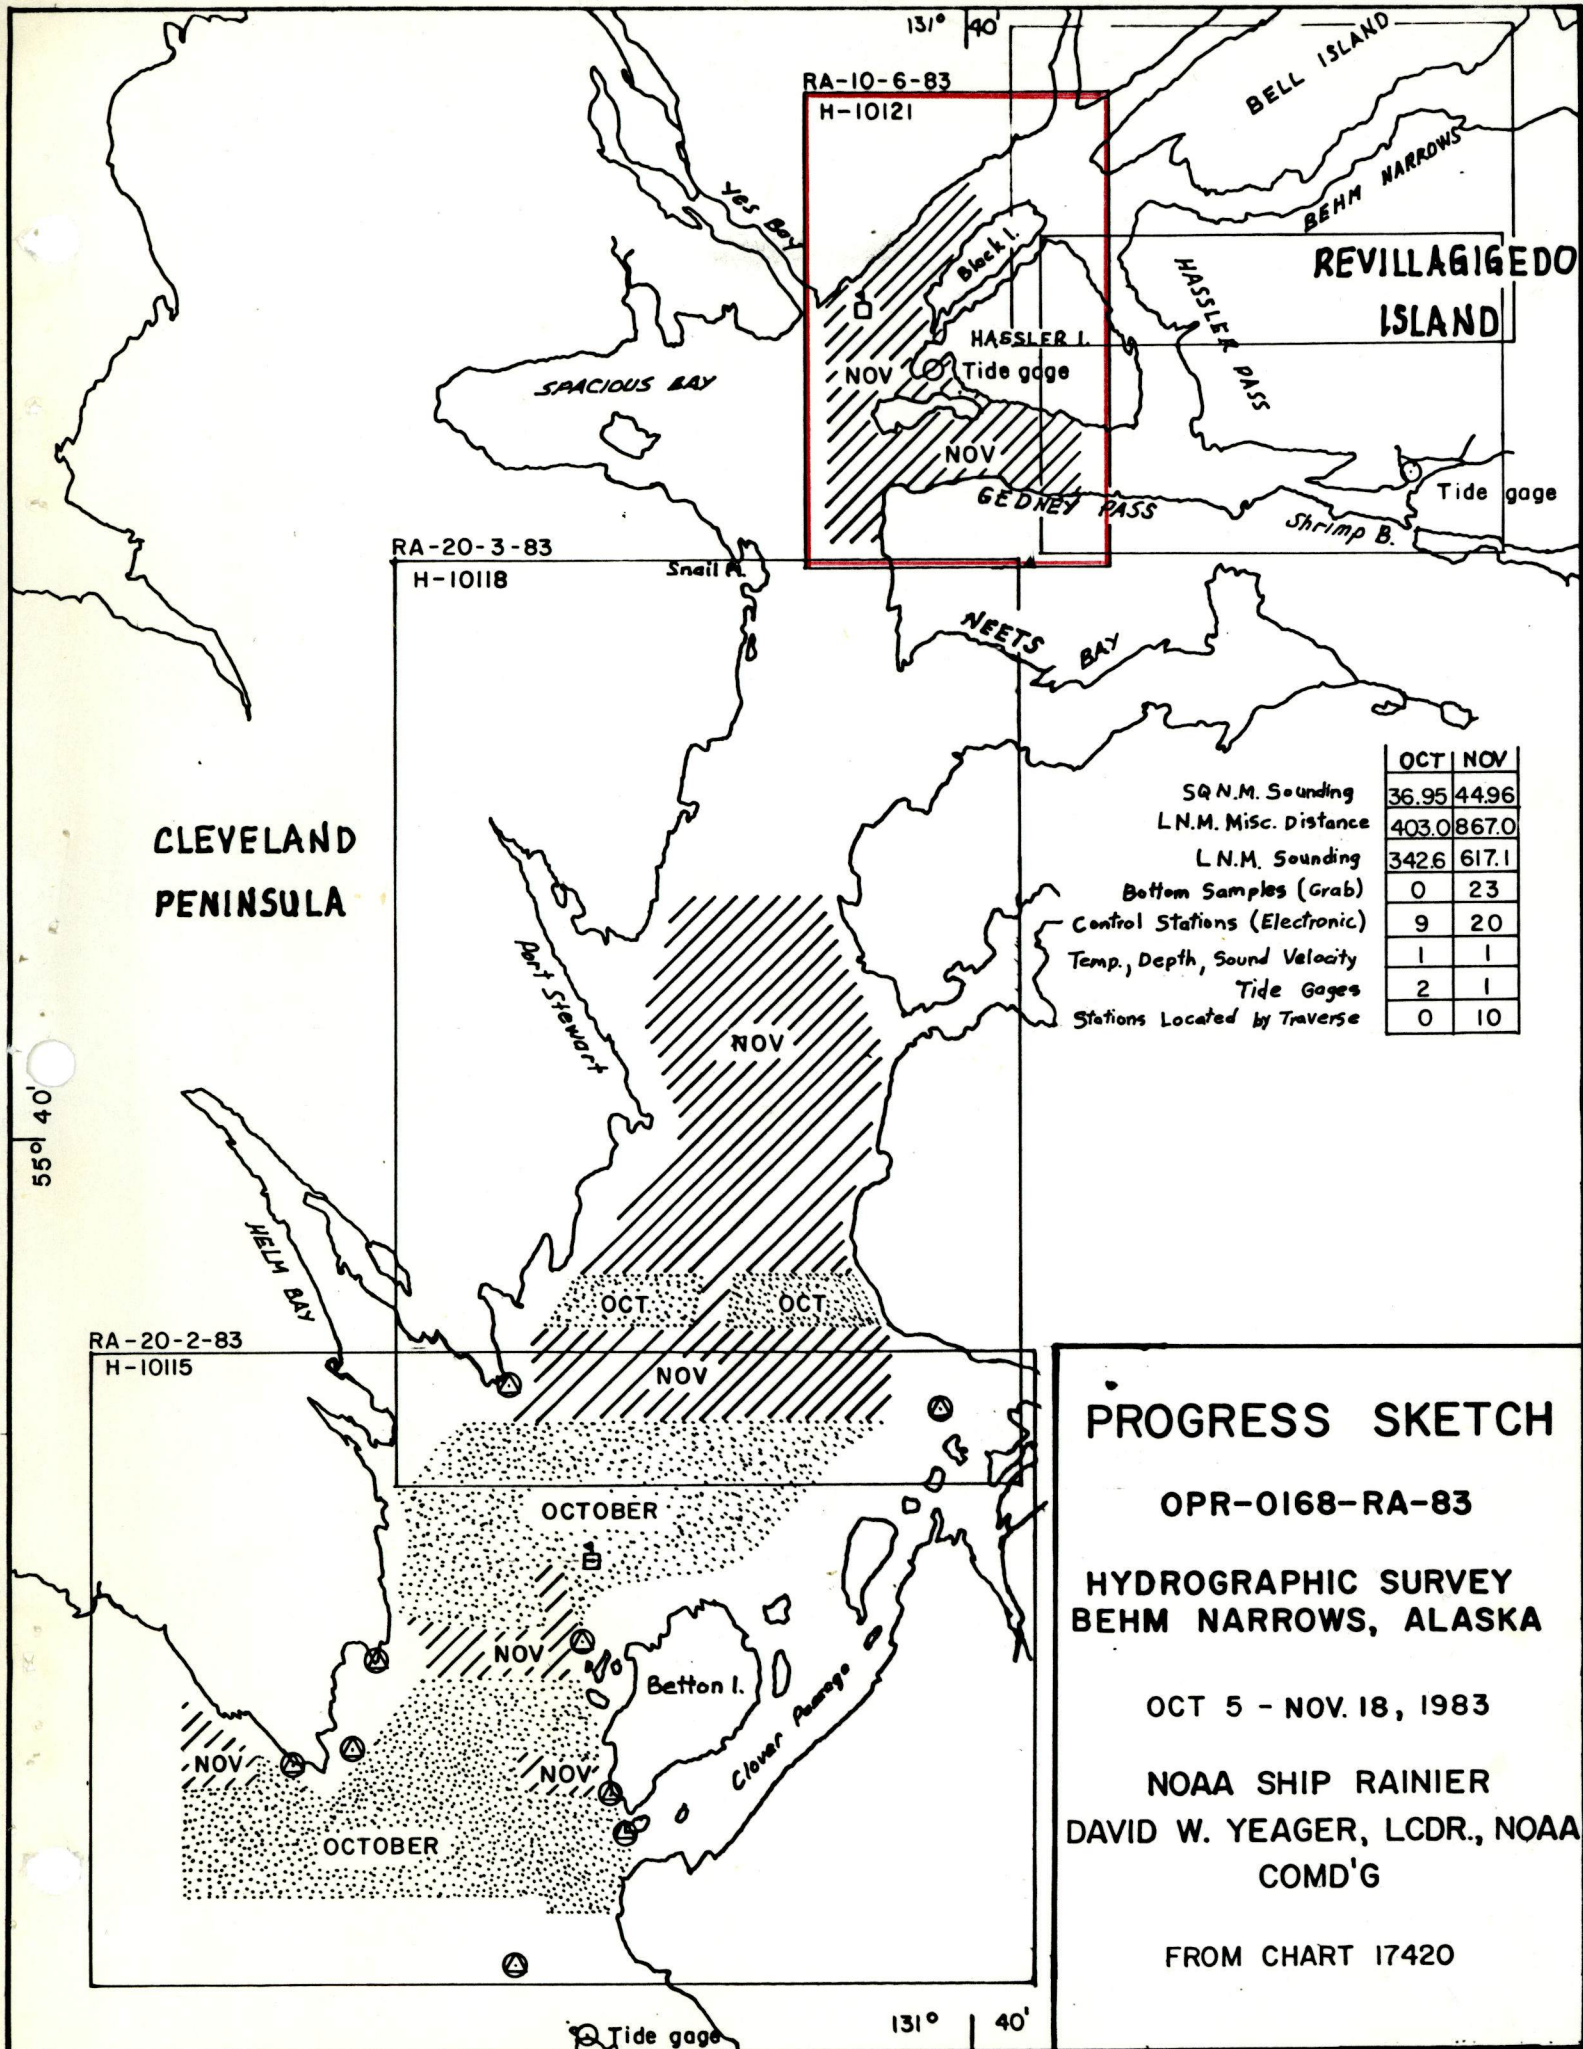 131° 40'
RA-10-6-83
H-10121
BELL ISLAND
BEHM NARROWS
Yes Bay
Black I.
REVILLAGIGEDO
ISLAND
HASSLER PASS
HASSLER I.
Tide gage
NOV
SPACIOUS BAY
NOV
GEDNEY PASS
Tide gage
Shrimp B.
RA-20-3-83
H-10118
Snail
NEETS BAY
OCT NOV
SQ N.M. Sounding 36.95 44.96
L N.M. Misc. Distance 403.0 867.0
L N.M. Sounding 342.6 617.1
Bottom Samples (Grab) 0 23
Control Stations (Electronic) 9 20
Temp., Depth, Sound Velocity 1 1
Tide Gages 2 1
Stations Located by Traverse 0 10
CLEVELAND
PENINSULA
Port Stewart
NOV
55° 40'
HELM BAY
OCT
OCT
RA-20-2-83
H-10115
NOV
OCTOBER
NOV
Betton I.
Clover Passage
NOV
NOV
OCTOBER
PROGRESS SKETCH
OPR-0168-RA-83
HYDROGRAPHIC SURVEY
BEHM NARROWS, ALASKA
OCT 5 - NOV. 18, 1983
NOAA SHIP RAINIER
DAVID W. YEAGER, LCDR., NOAA
COMD'G
FROM CHART 17420
Tide gage
131° 40'